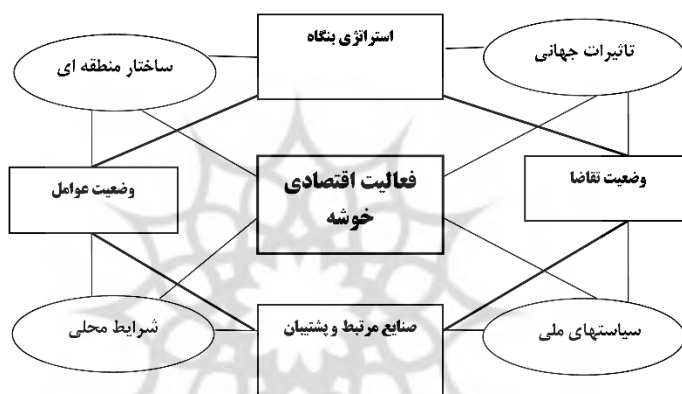 استراتژی بنگاه
تاثیرات جهانی
ساختار منطقه ای
فعالیت اقتصادی
خوشه
وضعیت تقاضا
وضعیت عوامل
صنایع مرتبط و پشتیبان
سیاستهای ملی
شرایط محلی